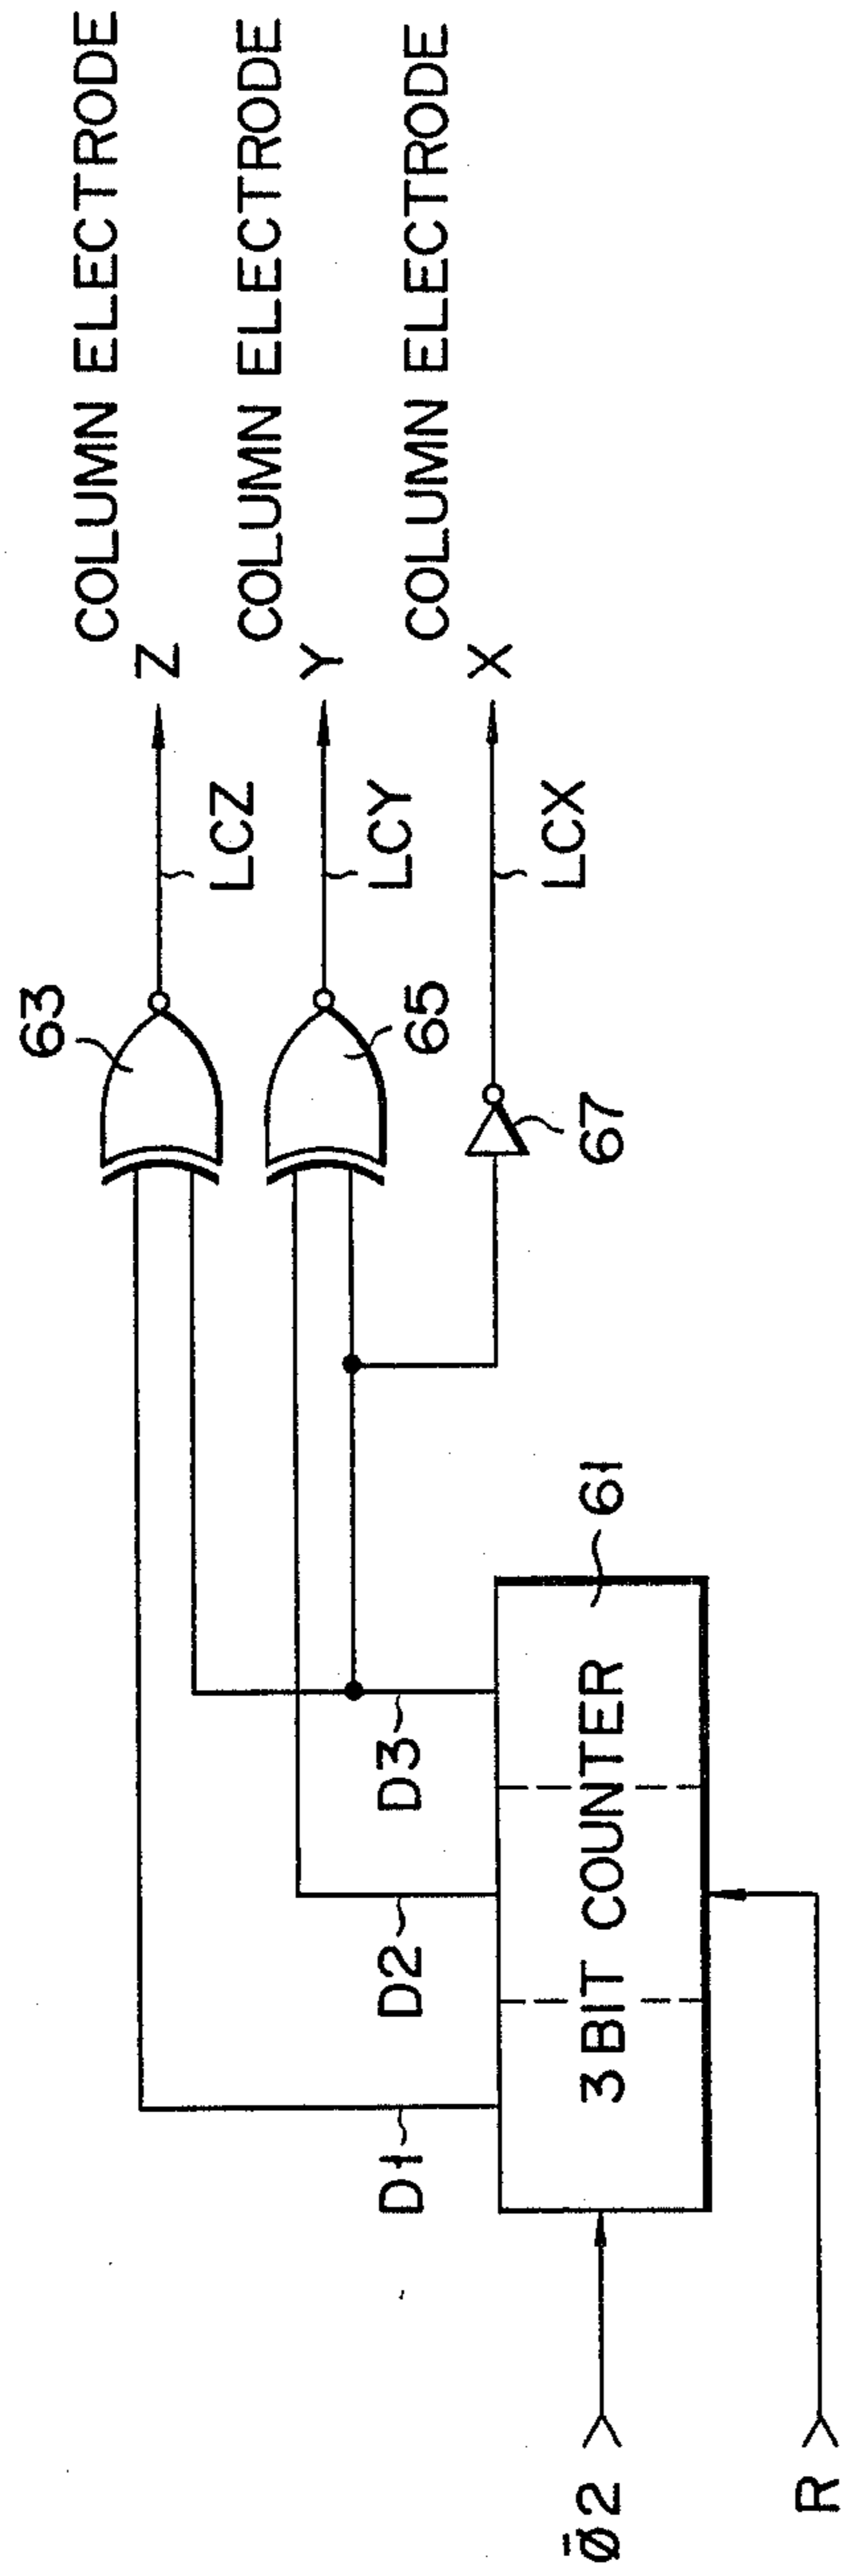 COLUMN ELECTRODE
Z
COLUMN ELECTRODE
Y
COLUMN ELECTRODE
X
LCZ
LCY
LCX
63
65
67
D1
D2
D3
3 BIT COUNTER
61
ø̄2
R